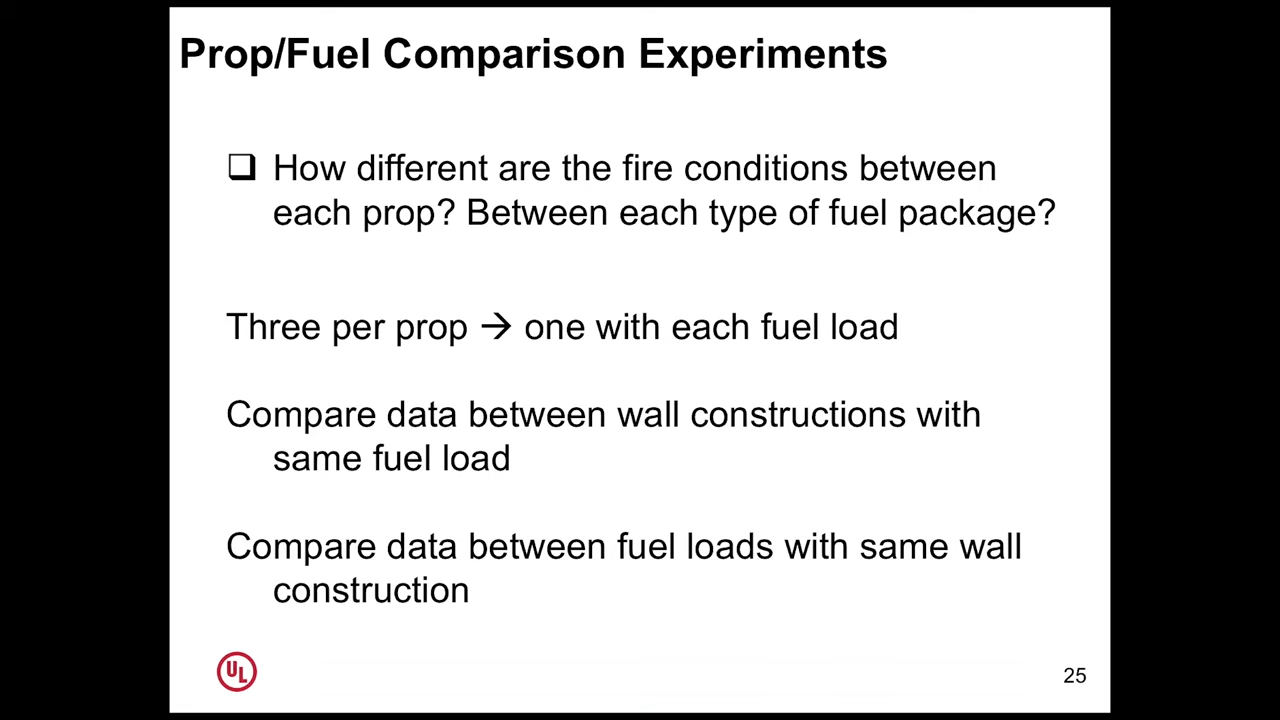 Prop/Fuel Comparison Experiments
How different are the fire conditions between
each prop? Between each type of fuel package?
Three per prop → one with each fuel load
Compare data between wall constructions with
same fuel load
Compare data between fuel loads with same wall
construction
UL
25